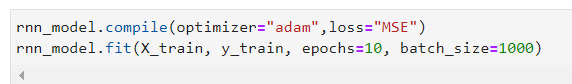 rnn_model.compile(optimizer="adam",loss="MSE")
rnn_model.fit(X_train, y_train, epochs=10, batch_size=1000)